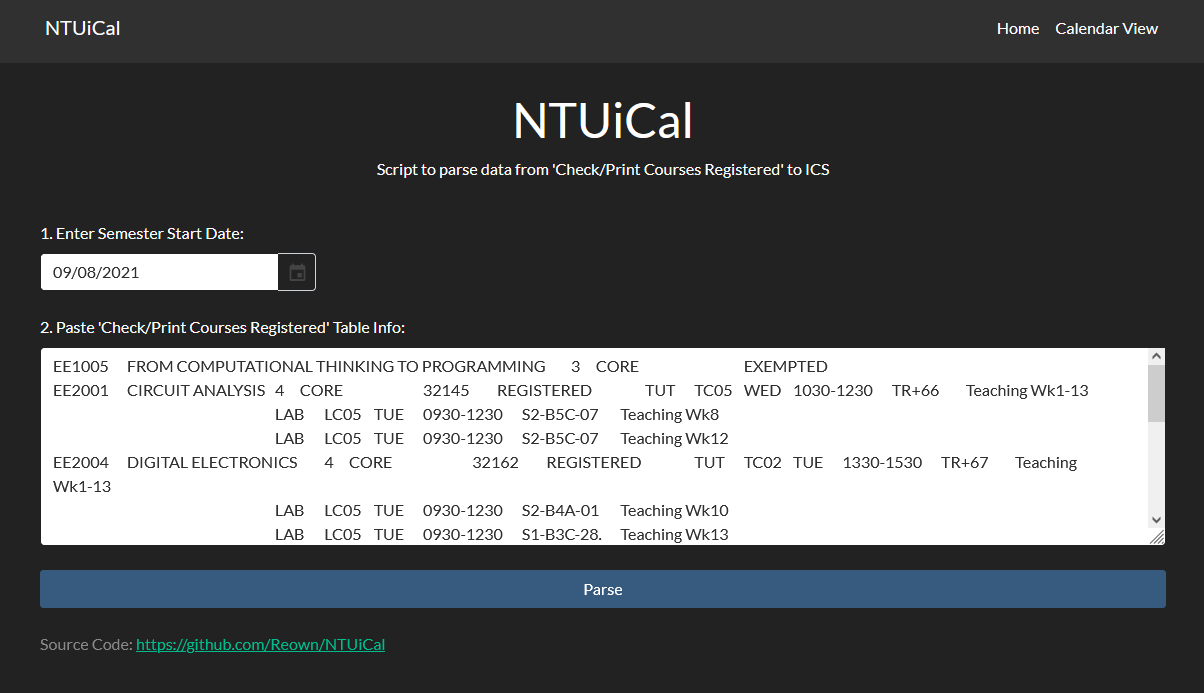 NTUiCal Home Calendar View
NTUiCal
Script to parse data from 'Check/Print Courses Registered' to ICS
1. Enter Semester Start Date:
09/08/2021
2. Paste 'Check/Print Courses Registered' Table Info:
EE1005 FROM COMPUTATIONAL THINKING TO PROGRAMMING 3 CORE EXEMPTED
EE2001 CIRCUIT ANALYSIS 4 CORE 32145 REGISTERED TUT TC05 WED 1030-1230 TR+66 Teaching Wk1-13
LAB LC05 TUE 0930-1230 S2-B5C-07 Teaching Wk8
LAB LC05 TUE 0930-1230 S2-B5C-07 Teaching Wk12
EE2004 DIGITAL ELECTRONICS 4 CORE 32162 REGISTERED TUT TC02 TUE 1330-1530 TR+67 Teaching
Wk1-13
LAB LC05 TUE 0930-1230 S2-B4A-01 Teaching Wk10
LAB LC05 TUE 0930-1230 S1-B3C-28. Teaching Wk13
Parse
Source Code: https://github.com/Reown/NTUiCal